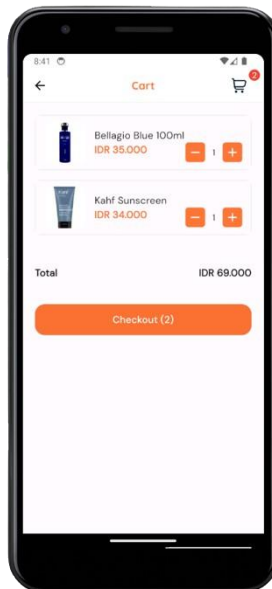 8:41
Cart
2
Bellagio Blue 100ml
IDR 35.000
1
Kahf Sunscreen
IDR 34.000
1
Total IDR 69.000
Checkout (2)